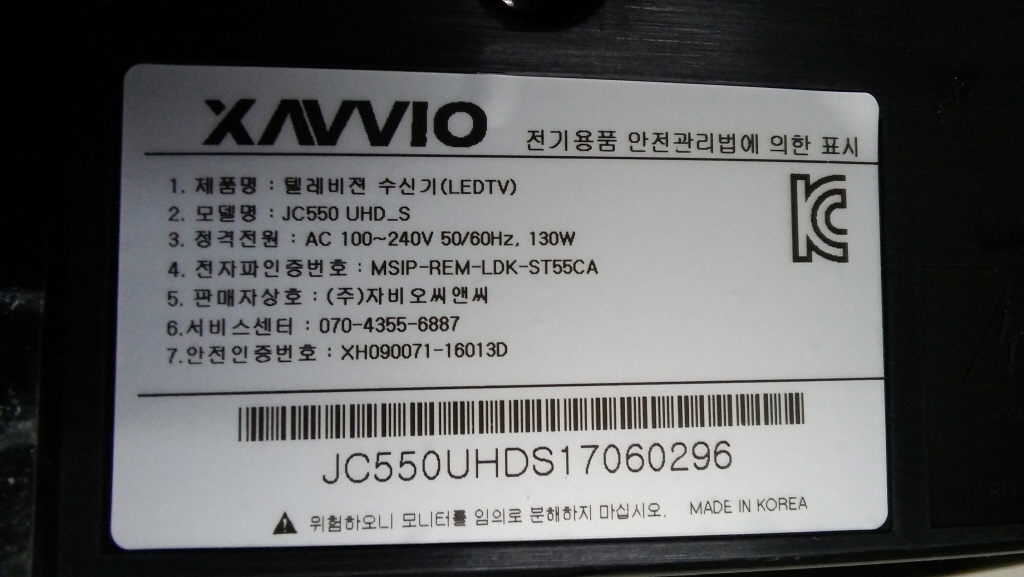 XAVVIO
전기용품 안전관리법에 의한 표시
1. 제품명 : 텔레비젼 수신기(LEDTV)
2. 모델명 : JC550 UHD_S
3. 정격전원 : AC 100~240V 50/60Hz, 130W
4. 전자파인증번호 : MSIP-REM-LDK-ST55CA
5. 판매자상호 : (주)자비오씨앤씨
6.서비스센터 : 070-4355-6887
7.안전인증번호 : XH090071-16013D
JC550UHDS17060296
위험하오니 모니터를 임의로 분해하지 마십시오. MADE IN KOREA